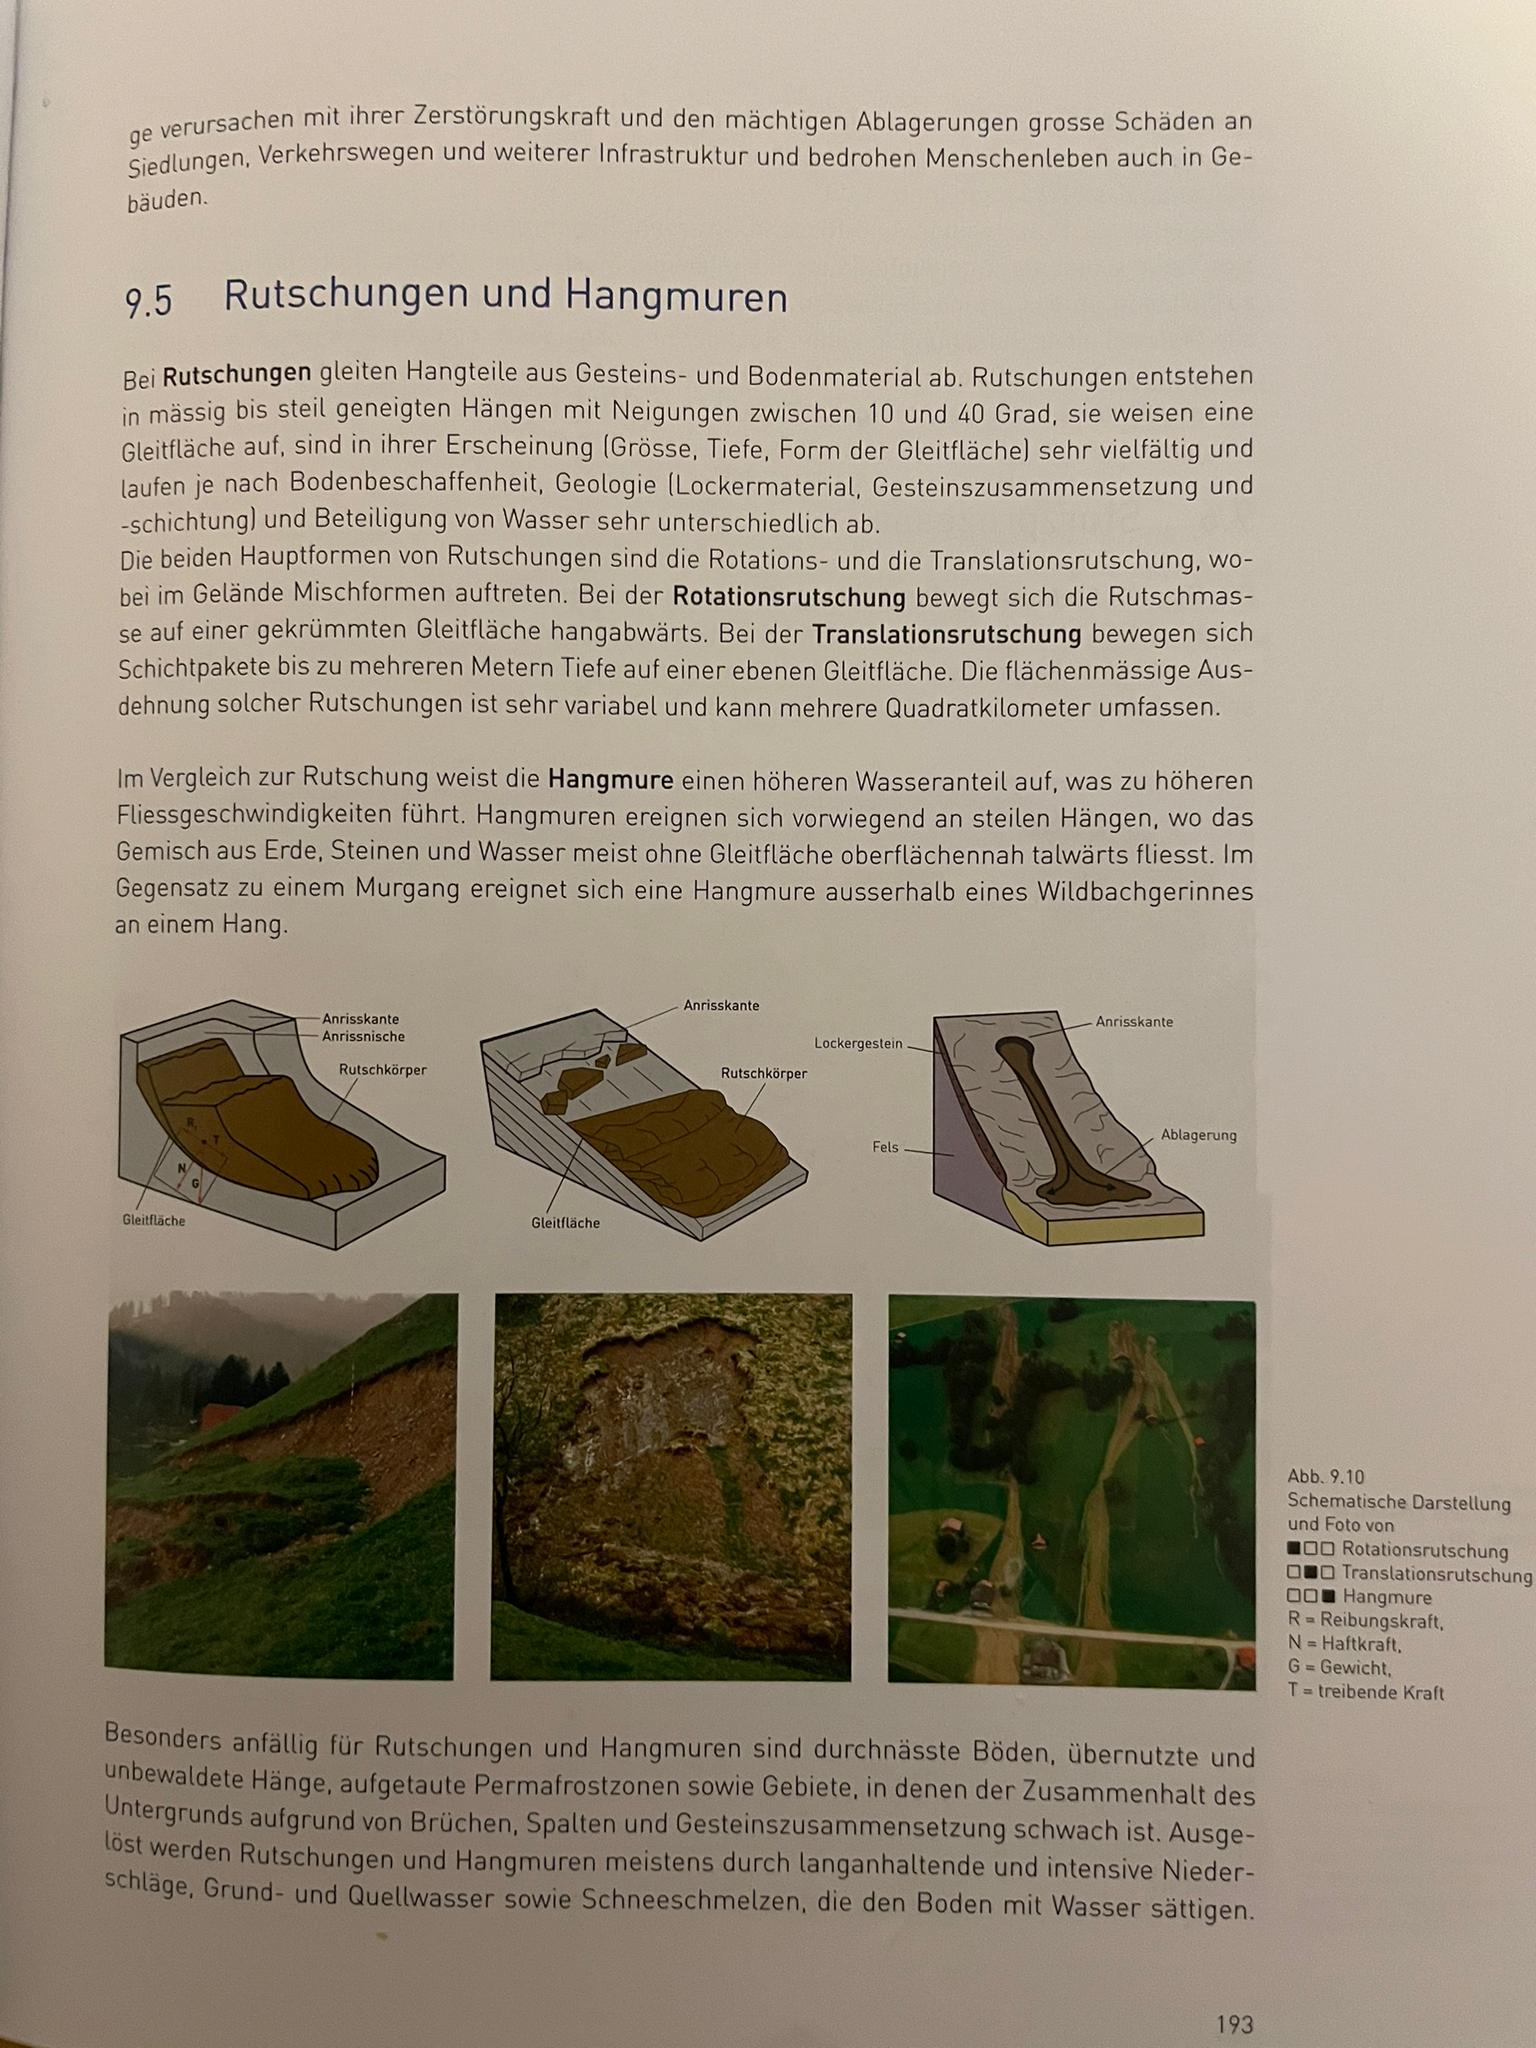 ge verursachen mit ihrer Zerstörungskraft und den mächtigen Ablagerungen grosse Schäden an
Siedlungen, Verkehrswegen und weiterer Infrastruktur und bedrohen Menschenleben auch in Ge-
bäuden.
9.5 Rutschungen und Hangmuren
Bei Rutschungen gleiten Hangteile aus Gesteins- und Bodenmaterial ab. Rutschungen entstehen
in mässig bis steil geneigten Hängen mit Neigungen zwischen 10 und 40 Grad, sie weisen eine
Gleitfläche auf, sind in ihrer Erscheinung (Grösse, Tiefe, Form der Gleitfläche) sehr vielfältig und
laufen je nach Bodenbeschaffenheit, Geologie (Lockermaterial, Gesteinszusammensetzung und
-schichtung) und Beteiligung von Wasser sehr unterschiedlich ab.
Die beiden Hauptformen von Rutschungen sind die Rotations- und die Translationsrutschung, wo-
bei im Gelände Mischformen auftreten. Bei der Rotationsrutschung bewegt sich die Rutschmas-
se auf einer gekrümmten Gleitfläche hangabwärts. Bei der Translationsrutschung bewegen sich
Schichtpakete bis zu mehreren Metern Tiefe auf einer ebenen Gleitfläche. Die flächenmässige Aus-
dehnung solcher Rutschungen ist sehr variabel und kann mehrere Quadratkilometer umfassen.
Im Vergleich zur Rutschung weist die Hangmure einen höheren Wasseranteil auf, was zu höheren
Fliessgeschwindigkeiten führt. Hangmuren ereignen sich vorwiegend an steilen Hängen, wo das
Gemisch aus Erde, Steinen und Wasser meist ohne Gleitfläche oberflächennah talwärts fliesst. Im
Gegensatz zu einem Murgang ereignet sich eine Hangmure ausserhalb eines Wildbachgerinnes
an einem Hang.
Anrisskante
Anrissnische
Rutschkörper
R
T
N
G
Gleitfläche
Anrisskante
Rutschkörper
Gleitfläche
Lockergestein
Anrisskante
Fels
Ablagerung
Abb. 9.10
Schematische Darstellung
und Foto von
■□□ Rotationsrutschung
□■□ Translationsrutschung
□□■ Hangmure
R = Reibungskraft,
N = Haftkraft,
G = Gewicht,
T = treibende Kraft
Besonders anfällig für Rutschungen und Hangmuren sind durchnässte Böden, übernutzte und
unbewaldete Hänge, aufgetaute Permafrostzonen sowie Gebiete, in denen der Zusammenhalt des
Untergrunds aufgrund von Brüchen, Spalten und Gesteinszusammensetzung schwach ist. Ausge-
löst werden Rutschungen und Hangmuren meistens durch langanhaltende und intensive Nieder-
schläge, Grund- und Quellwasser sowie Schneeschmelzen, die den Boden mit Wasser sättigen.
193